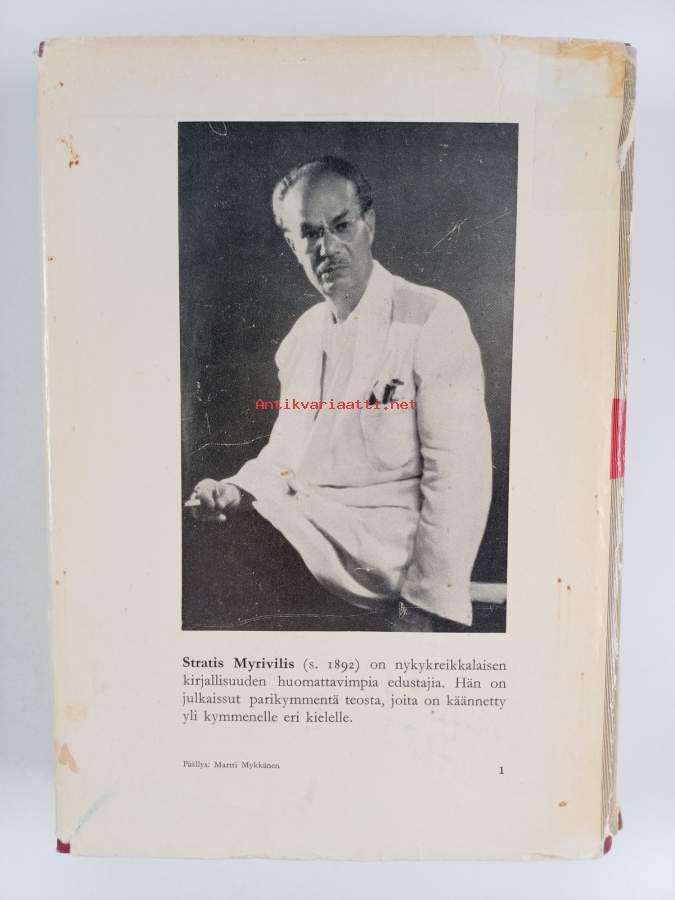 Antikvariaatti.net
Stratis Myrivilis (s. 1892) on nykykreikkalaisen
kirjallisuuden huomattavimpia edustajia. Hän on
julkaissut parikymmentä teosta, joita on käännetty
yli kymmenelle eri kielelle.
Päällys: Martti Mykkänen
1